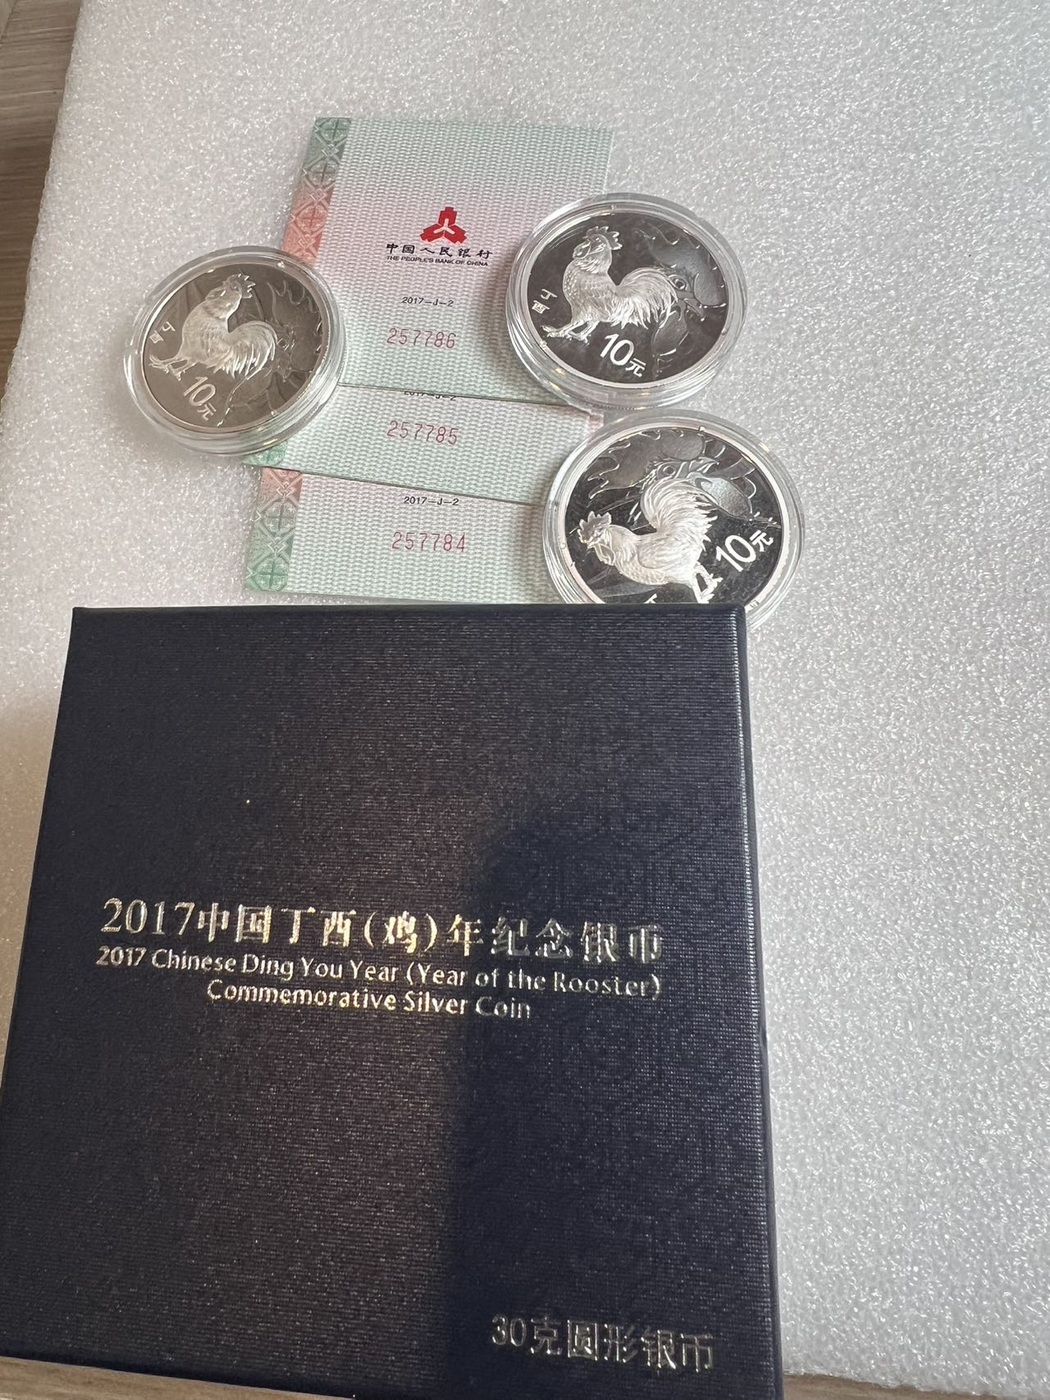 中国人民银行
THE PEOPLE'S BANK OF CHINA
2017-J-2
257786
2017-J-2
257785
2017-J-2
257784
丁酉
10元
丁酉
10元
10元
2017中国丁酉(鸡)年纪念银币
2017 Chinese Ding You Year (Year of the Rooster)
Commemorative Silver Coin
30克圆形银币